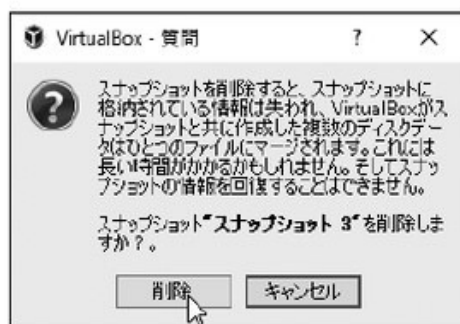 VirtualBox - 質問 ? ×
スナップショットを削除すると、スナップショットに
格納されている情報は失われ、VirtualBoxがス
ナップショットと共に作成した複数のディスクデー
タはひとつのファイルにマージされます。これには
長い時間がかかるかもしれません。そしてスナッ
プショットの情報を回復することはできません。
スナップショット"スナップショット 3"を削除しま
すか？。
削除 キャンセル